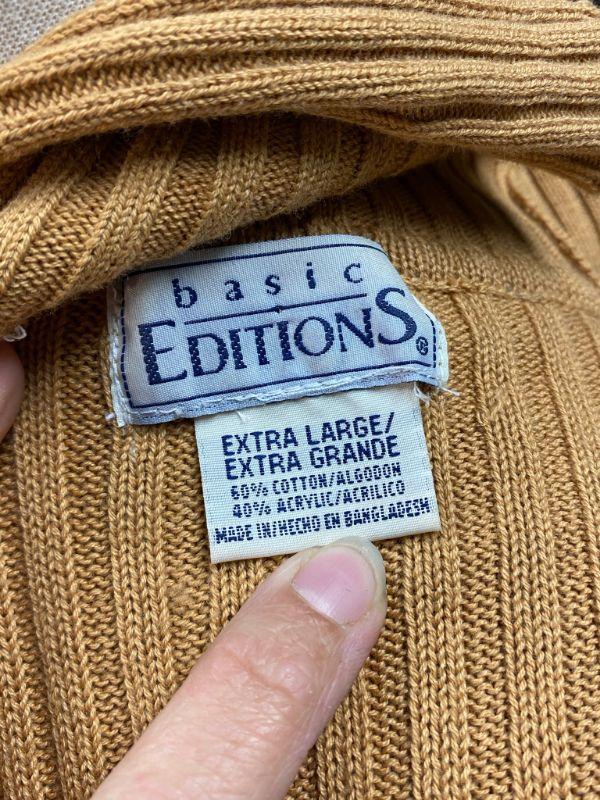 basic
EDITIONS®
EXTRA LARGE/
EXTRA GRANDE
60% COTTON/ALGODON
40% ACRYLIC/ACRILICO
MADE IN/HECHO EN BANGLADESH